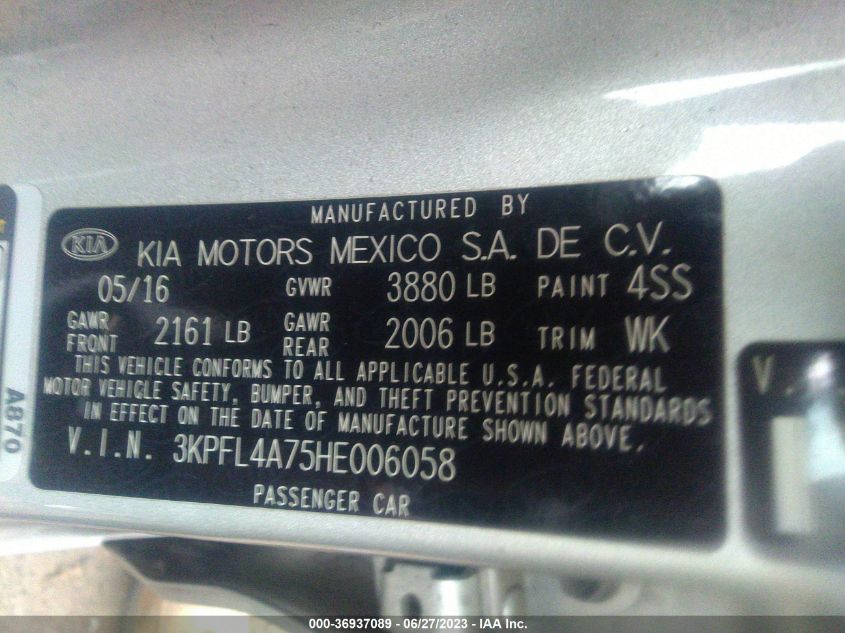 MANUFACTURED BY
KIA KIA MOTORS MEXICO S.A. DE C.V.
05/16 GVWR 3880 LB PAINT 4SS
GAWR FRONT 2161 LB GAWR REAR 2006 LB TRIM WK
THIS VEHICLE CONFORMS TO ALL APPLICABLE U.S.A. FEDERAL
MOTOR VEHICLE SAFETY, BUMPER, AND THEFT PREVENTION STANDARDS
IN EFFECT ON THE DATE OF MANUFACTURE SHOWN ABOVE.
V.I.N. 3KPFL4A75HE006058
PASSENGER CAR
A870
V.
000-36937089 - 06/27/2023 - © IAA Inc.